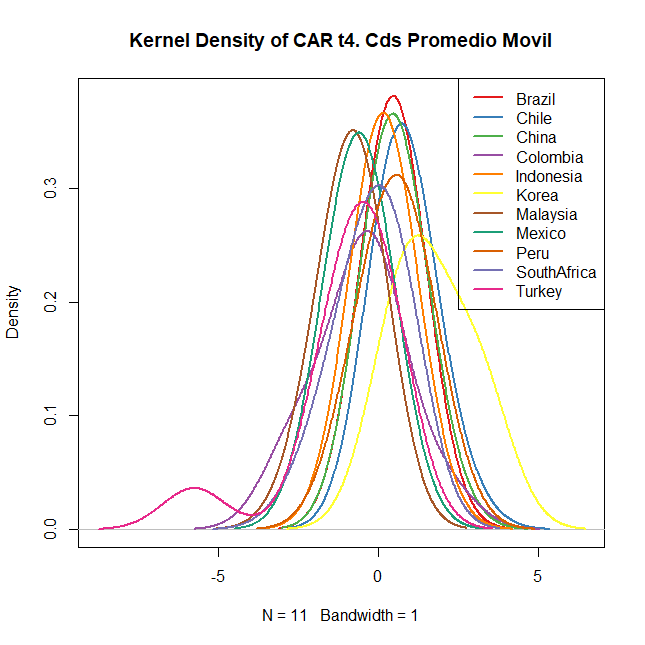 Kernel Density of CAR t4. Cds Promedio Movil
Brazil
Chile
China
Colombia
Indonesia
Korea
Malaysia
Mexico
Peru
SouthAfrica
Turkey
Density
0.3
0.2
0.1
0.0
-5
0
5
N = 11 Bandwidth = 1